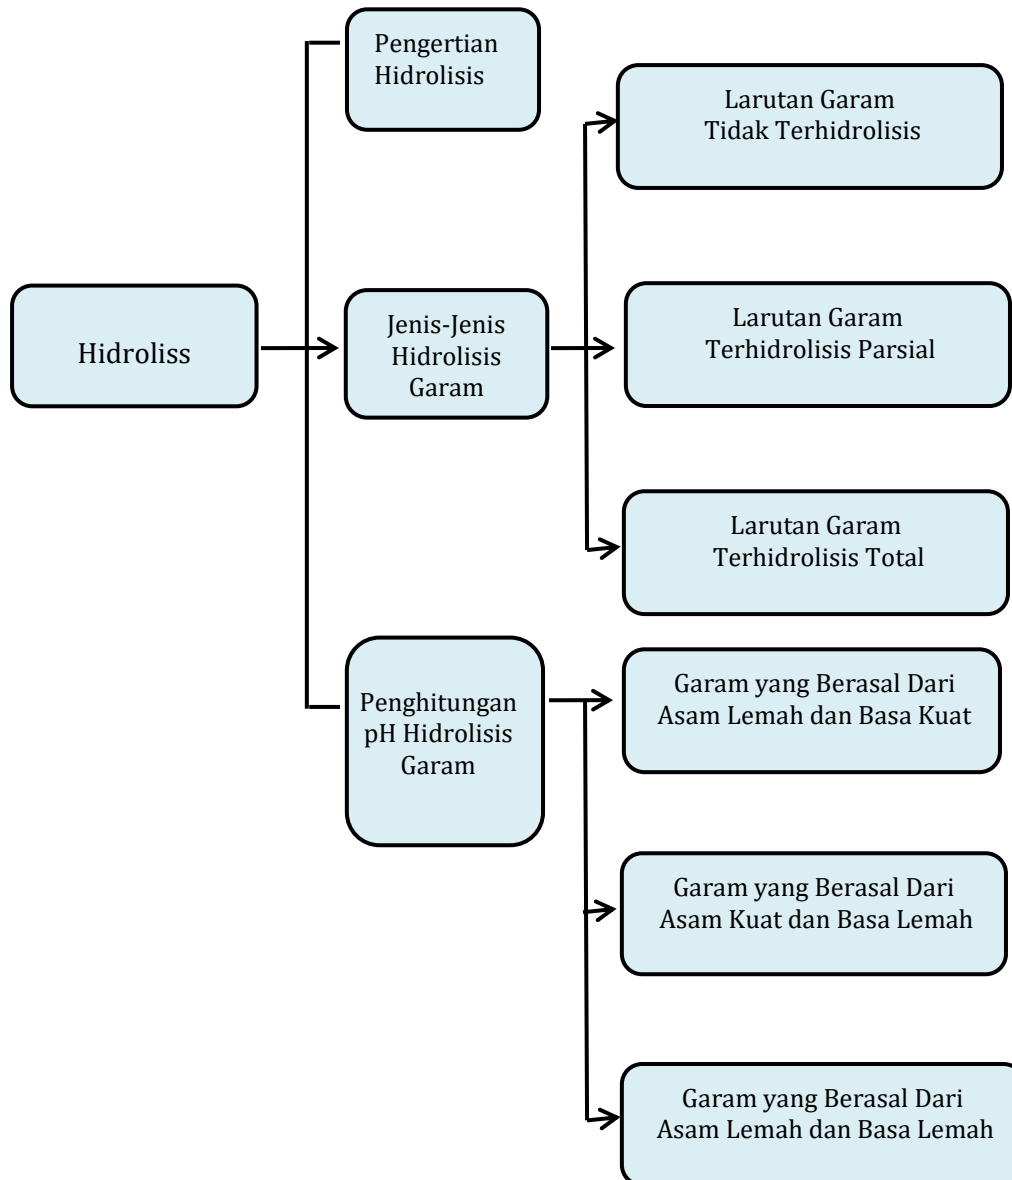 Pengertian
Hidrolisis
Larutan Garam
Tidak Terhidrolisis
Hidroliss
Jenis-Jenis
Hidrolisis
Garam
Larutan Garam
Terhidrolisis Parsial
Larutan Garam
Terhidrolisis Total
Penghitungan
pH Hidrolisis
Garam
Garam yang Berasal Dari
Asam Lemah dan Basa Kuat
Garam yang Berasal Dari
Asam Kuat dan Basa Lemah
Garam yang Berasal Dari
Asam Lemah dan Basa Lemah